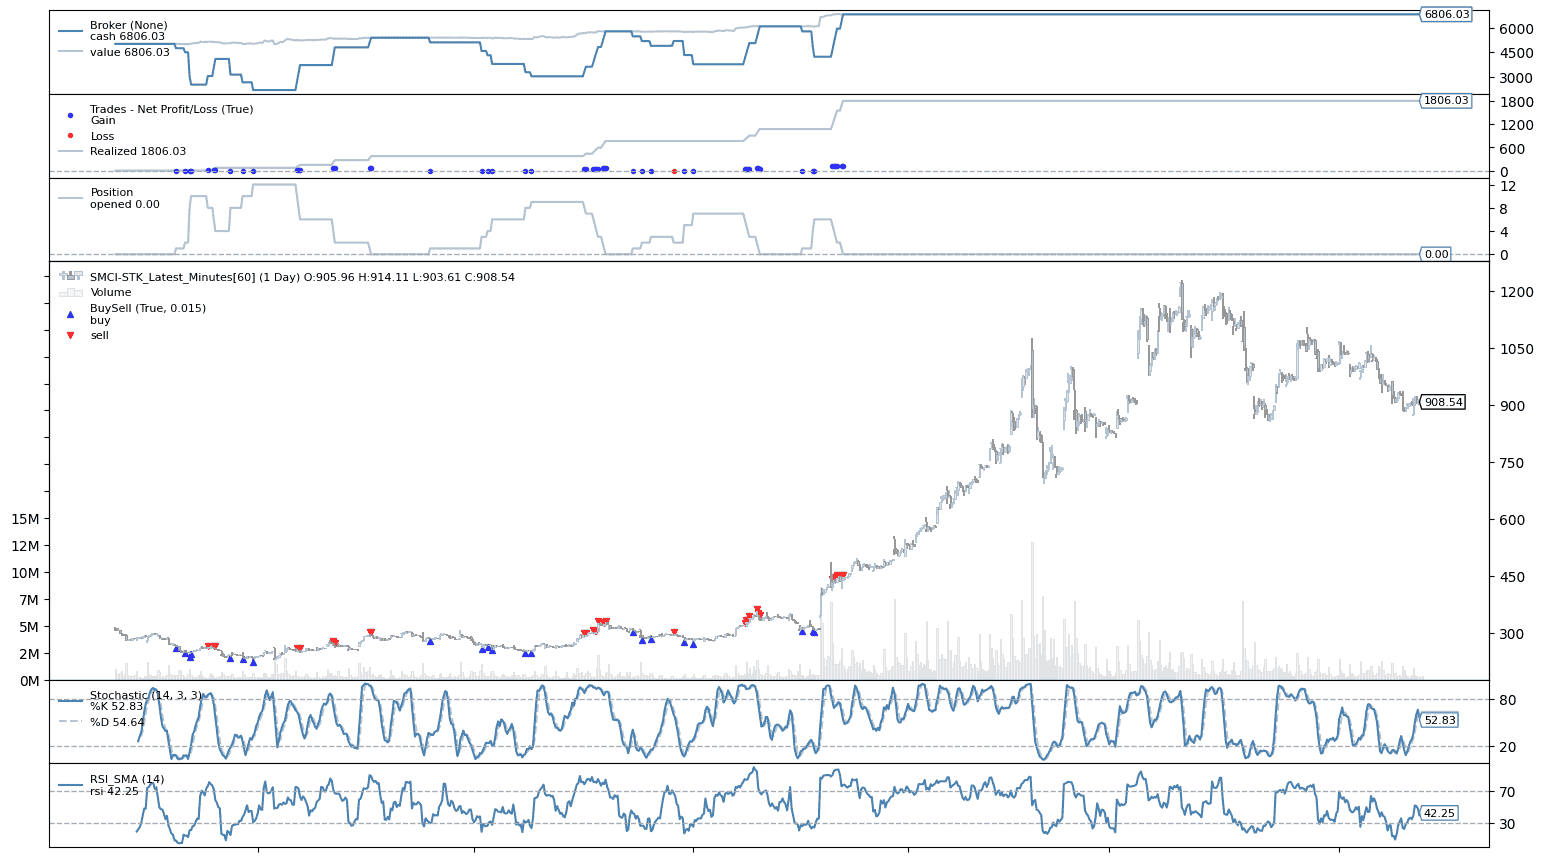 Broker (None)
cash 6806.03
value 6806.03
6806.03
6000
4500
3000
Trades - Net Profit/Loss (True)
Gain
Loss
Realized 1806.03
1806.03
1800
1200
600
0
Position
opened 0.00
12
8
4
0
0.00
SMCI-STK_Latest_Minutes[60] (1 Day) O:905.96 H:914.11 L:903.61 C:908.54
Volume
BuySell (True, 0.015)
buy
sell
1200
1050
900
908.54
750
600
450
300
15M
12M
10M
7M
5M
2M
0M
Stochastic (14, 3, 3)
%K 52.83
%D 54.64
80
52.83
20
RSI_SMA (14)
rsi 42.25
70
42.25
30